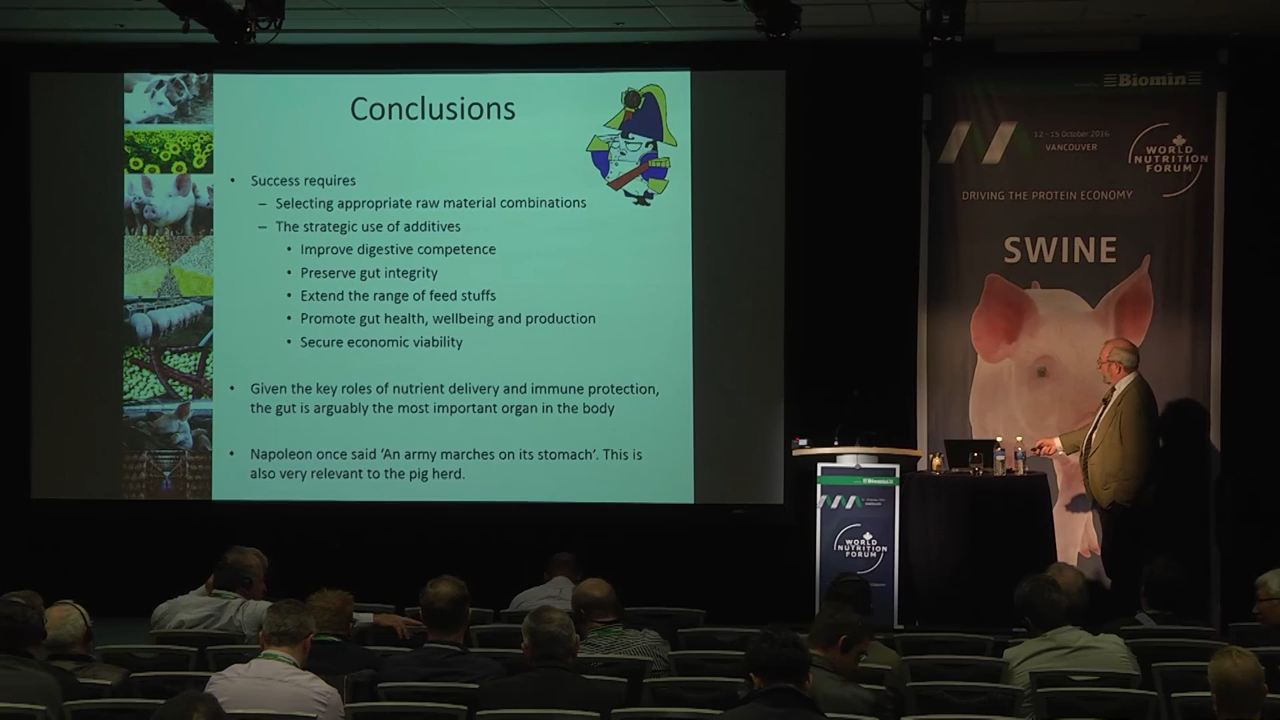 Conclusions
• Success requires
– Selecting appropriate raw material combinations
– The strategic use of additives
• Improve digestive competence
• Preserve gut integrity
• Extend the range of feed stuffs
• Promote gut health, wellbeing and production
• Secure economic viability
• Given the key roles of nutrient delivery and immune protection,
the gut is arguably the most important organ in the body
• Napoleon once said ‘An army marches on its stomach’. This is
also very relevant to the pig herd.
Biomin
12 - 15 October 2016
VANCOUVER
WORLD
NUTRITION
FORUM
DRIVING THE PROTEIN ECONOMY
SWINE
Biomin
WORLD
NUTRITION
FORUM